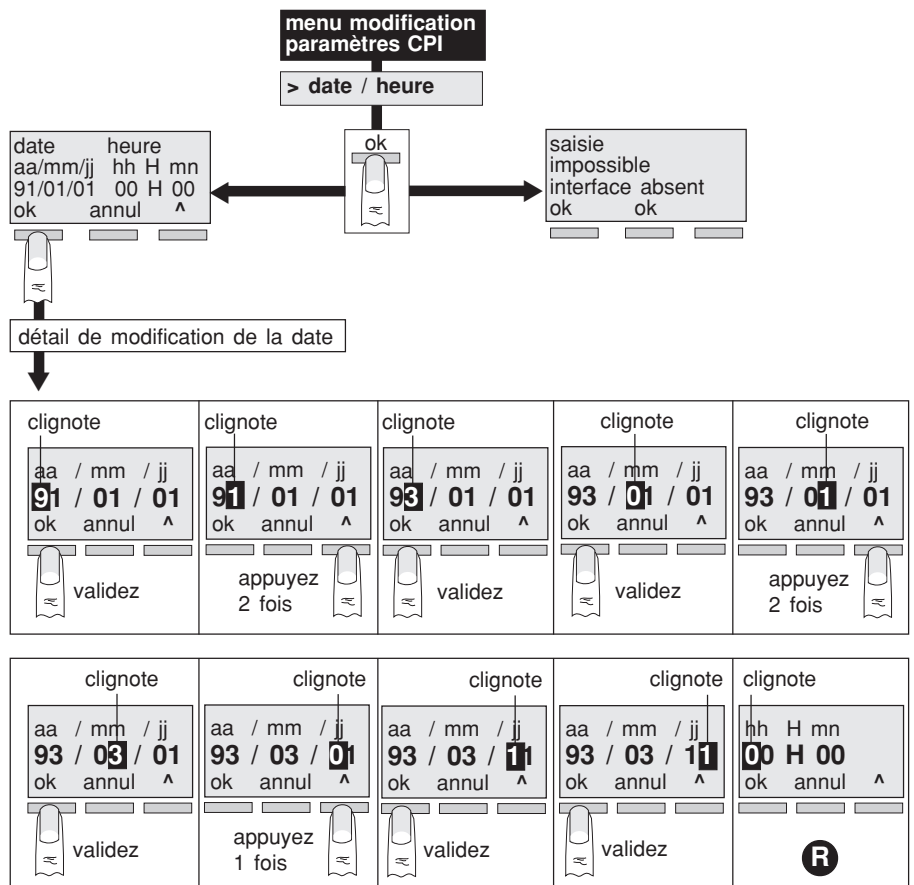 menu modification
paramètres CPI
> date / heure
ok
date heure
aa/mm/jj hh H mn
91/01/01 00 H 00
ok annul ^
saisie
impossible
interface absent
ok ok
détail de modification de la date
clignote
aa / mm / jj
91 / 01 / 01
ok annul ^
validez
clignote
aa / mm / jj
91 / 01 / 01
ok annul ^
appuyez
2 fois
clignote
aa / mm / jj
93 / 01 / 01
ok annul ^
validez
clignote
aa / mm / jj
93 / 01 / 01
ok annul ^
validez
clignote
aa / mm / jj
93 / 01 / 01
ok annul ^
appuyez
2 fois
clignote
aa / mm / jj
93 / 03 / 01
ok annul ^
validez
clignote
aa / mm / jj
93 / 03 / 01
ok annul ^
appuyez
1 fois
clignote
aa / mm / jj
93 / 03 / 11
ok annul ^
validez
clignote
aa / mm / jj
93 / 03 / 11
ok annul ^
validez
clignote
hh H mn
00 H 00
ok annul ^
R